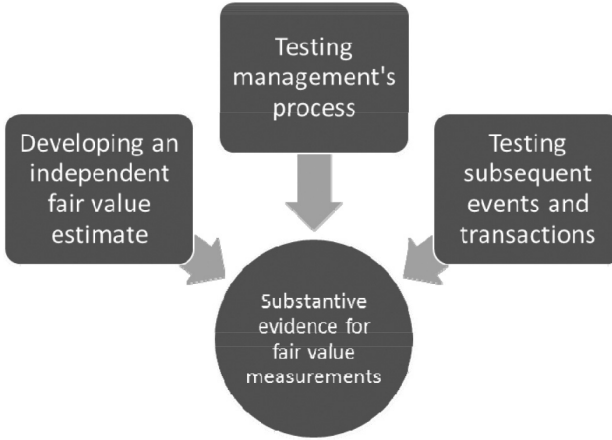 Testing
management's
process
Developing an
independent
fair value
estimate
Testing
subsequent
events and
transactions
Substantive
evidence for
fair value
measurements